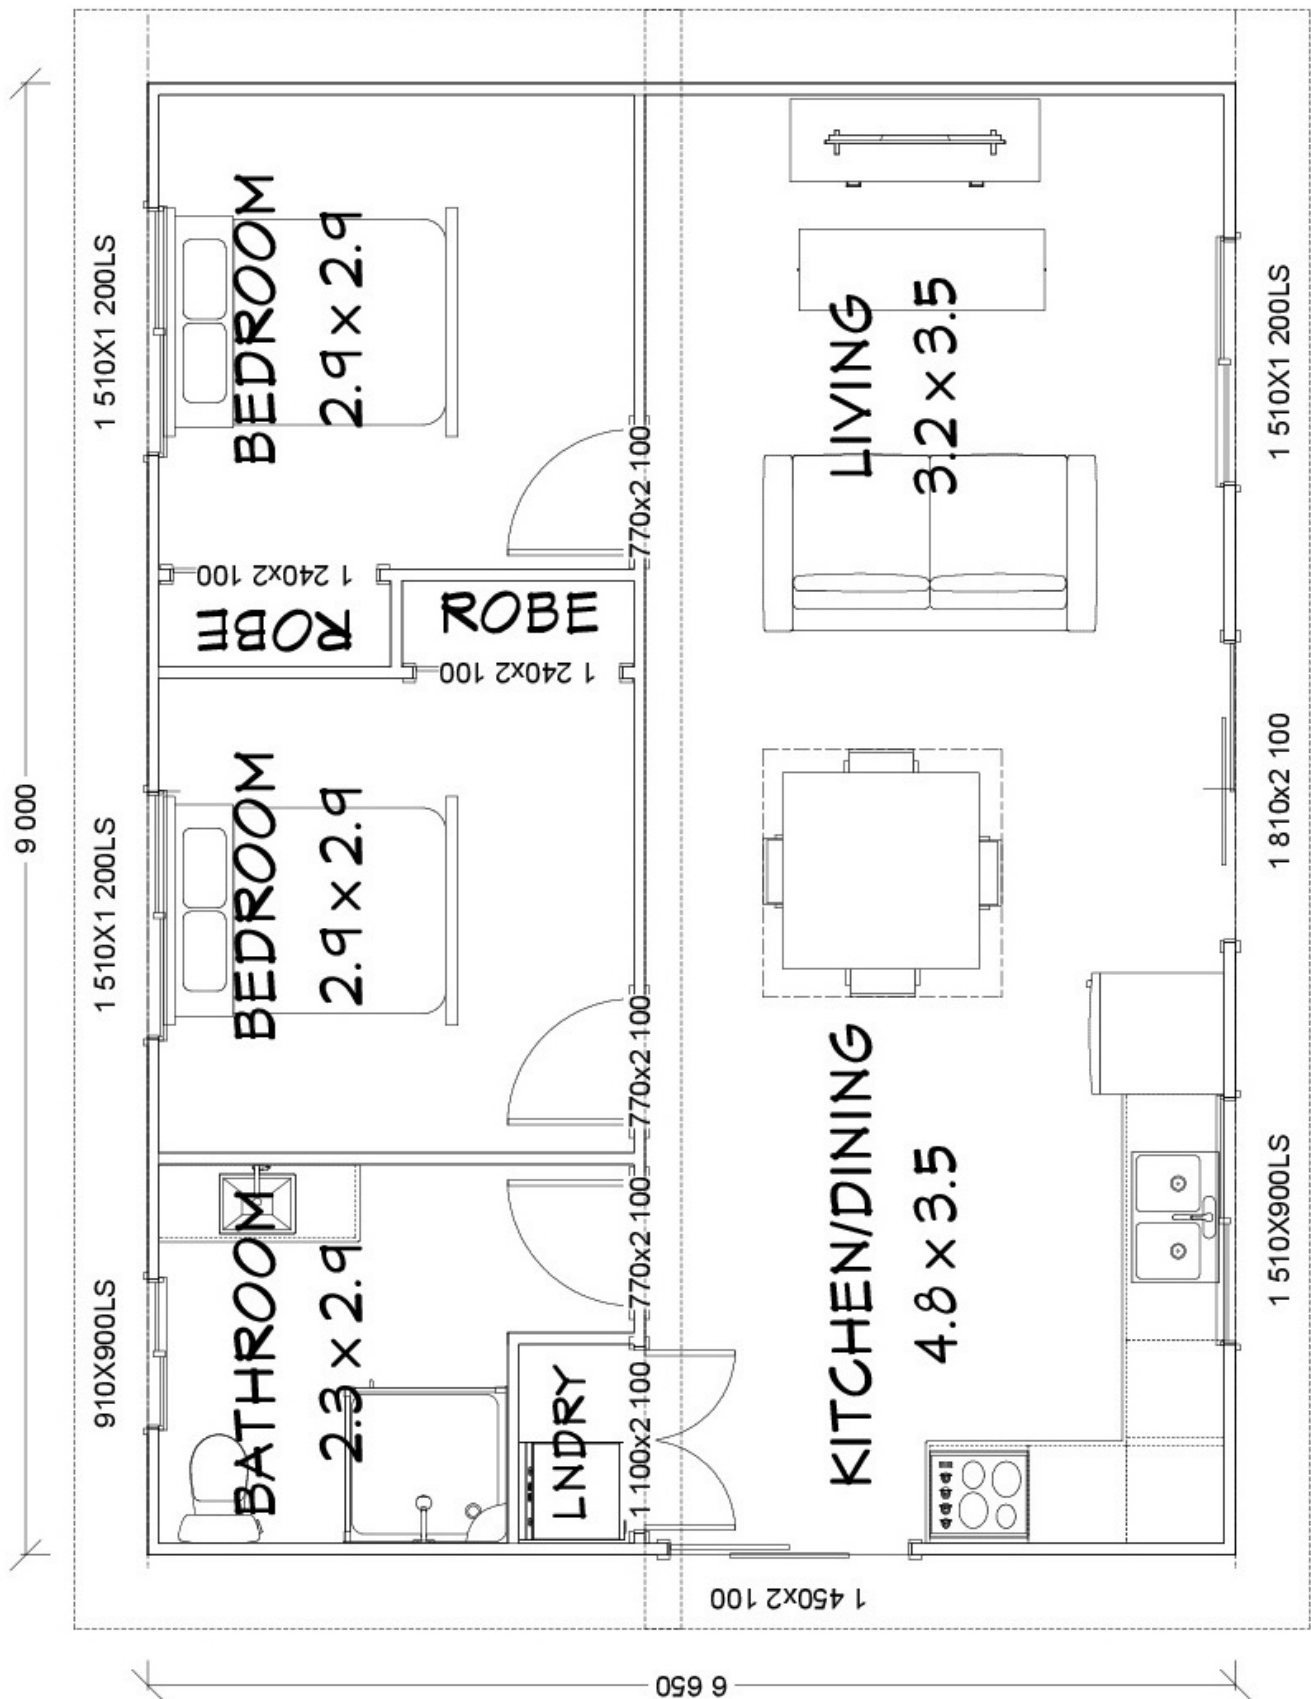 9 000
1 510X1 200LS
BEDROOM
2.9 x 2.9
770x2 100
LIVING
3.2 x 3.5
1 510X1 200LS
1 240x2 100
ROBE
ROBE
1 240x2 100
1 510X1 200LS
BEDROOM
2.9 x 2.9
770x2 100
1 810x2 100
KITCHEN/DINING
4.8 x 3.5
910X900LS
BATHROOM
2.3 x 2.9
770x2 100
LNDRY
1 100x2 100
1 510X900LS
1 450x2 100
6 650